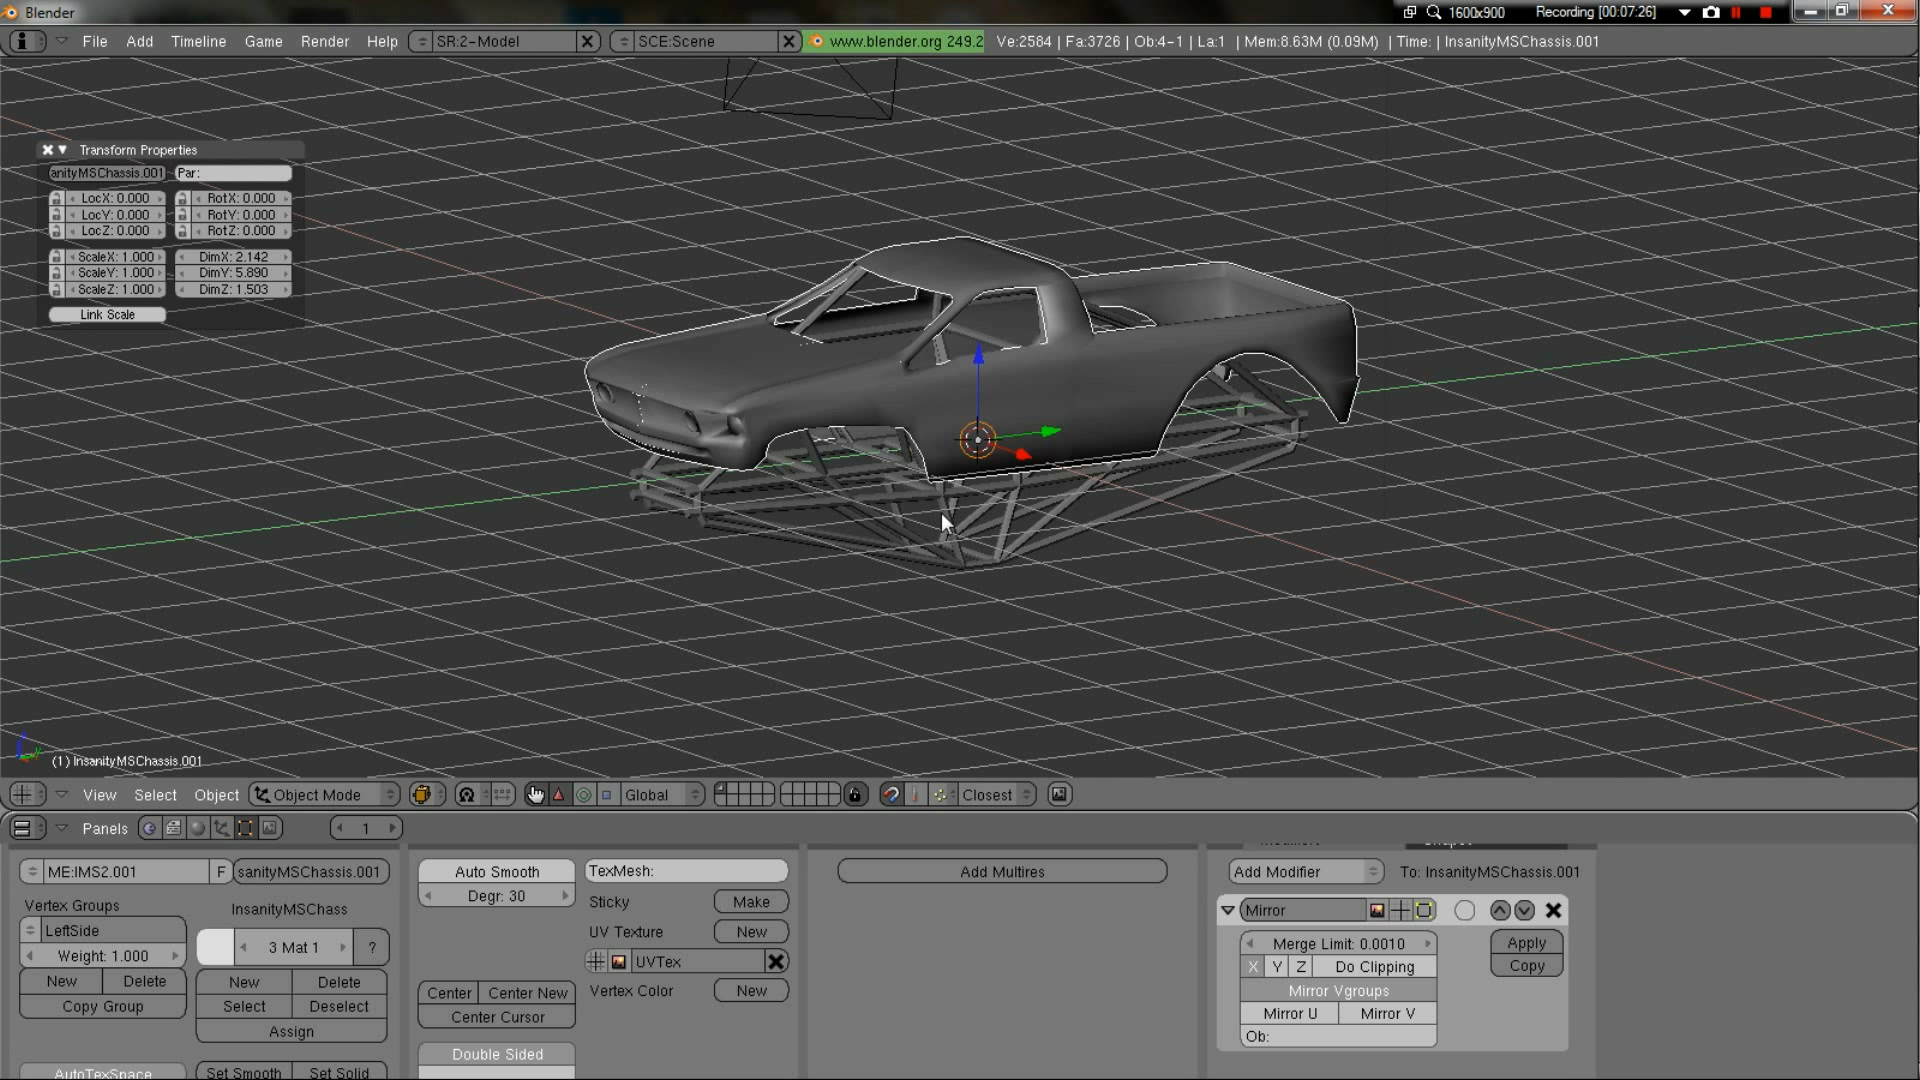 Blender
1600x900 Recording [00:07:26]
File Add Timeline Game Render Help SR:2-Model SCE:Scene www.blender.org 249.2 Ve:2584 | Fa:3726 | Ob:4-1 | La:1 | Mem:8.63M (0.09M) | Time: | InsanityMSChassis.001
Transform Properties
anityMSChassis.001 Par:
LocX: 0.000 RotX: 0.000
LocY: 0.000 RotY: 0.000
LocZ: 0.000 RotZ: 0.000
ScaleX: 1.000 DimX: 2.142
ScaleY: 1.000 DimY: 5.890
ScaleZ: 1.000 DimZ: 1.503
Link Scale
(1) InsanityMSChassis.001
View Select Object Object Mode Global Closest
Panels 1
ME:IMS2.001 F sanityMSChassis.001
Vertex Groups
LeftSide
Weight: 1.000
New Delete
Copy Group
AutoTexSpace
InsanityMSChass
3 Mat 1 ?
New Delete
Select Deselect
Assign
Set Smooth Set Solid
Auto Smooth
Degr: 30
Center Center New
Center Cursor
Double Sided
TexMesh:
Sticky Make
UV Texture New
UVTex
Vertex Color New
Add Multires
Add Modifier To: InsanityMSChassis.001
Mirror
Merge Limit: 0.0010
X Y Z Do Clipping
Mirror Vgroups
Mirror U Mirror V
Ob:
Apply
Copy